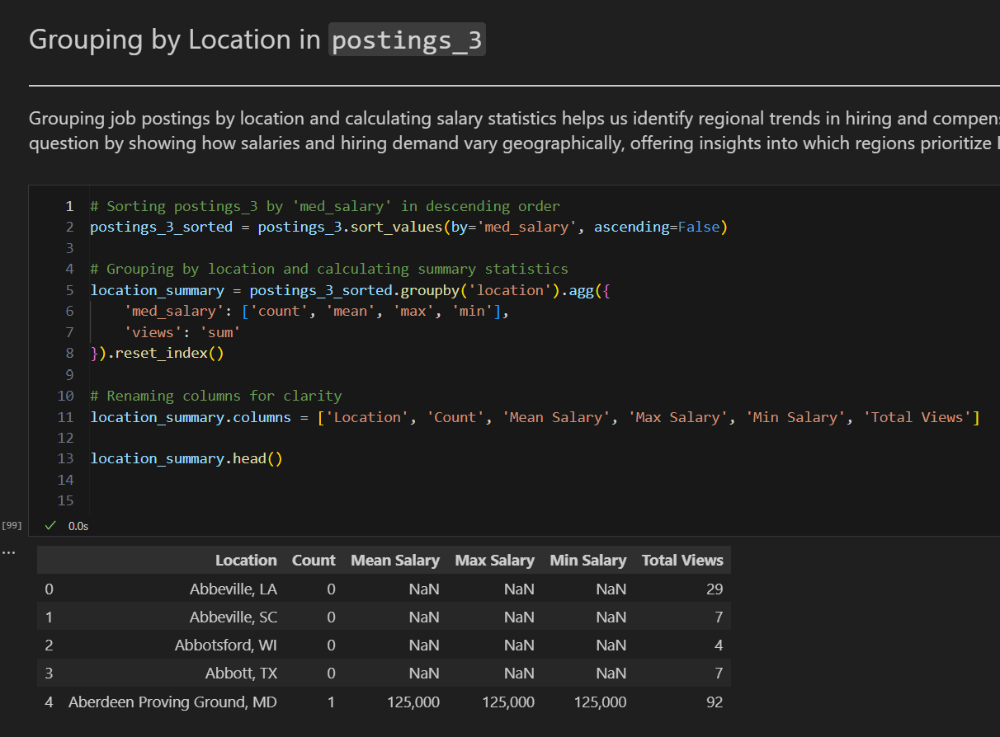 Grouping by Location in postings_3
Grouping job postings by location and calculating salary statistics helps us identify regional trends in hiring and compens
question by showing how salaries and hiring demand vary geographically, offering insights into which regions prioritize
1 # Sorting postings_3 by 'med_salary' in descending order
2 postings_3_sorted = postings_3.sort_values(by='med_salary', ascending=False)
3
4 # Grouping by location and calculating summary statistics
5 location_summary = postings_3_sorted.groupby('location').agg({
6     'med_salary': ['count', 'mean', 'max', 'min'],
7     'views': 'sum'
8 }).reset_index()
9
10 # Renaming columns for clarity
11 location_summary.columns = ['Location', 'Count', 'Mean Salary', 'Max Salary', 'Min Salary', 'Total Views']
12
13 location_summary.head()
14
15
[99] ✓ 0.0s
...
Location Count Mean Salary Max Salary Min Salary Total Views
0 Abbeville, LA 0 NaN NaN NaN 29
1 Abbeville, SC 0 NaN NaN NaN 7
2 Abbotsford, WI 0 NaN NaN NaN 4
3 Abbott, TX 0 NaN NaN NaN 7
4 Aberdeen Proving Ground, MD 1 125,000 125,000 125,000 92